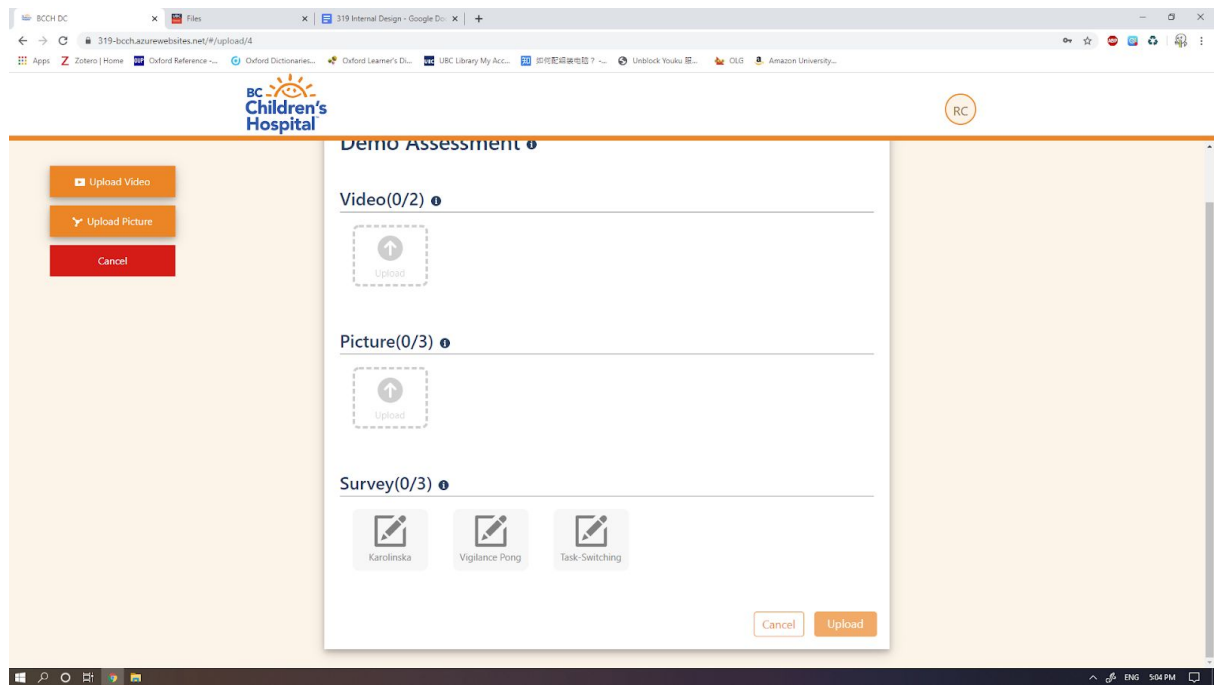 BCCH DC
Files
319 Internal Design - Google Do
319-bcch.azurewebsites.net/#/upload/4
Apps
Zotero | Home
Oxford Reference -...
Oxford Dictionaries...
Oxford Learner's Di...
UBC Library My Acc...
Unblock Youku 服...
OLG
Amazon University...
BC
Children's
Hospital
RC
Demo Assessment
Upload Video
Upload Picture
Cancel
Video(0/2)
Upload
Picture(0/3)
Upload
Survey(0/3)
Karolinska
Vigilance Pong
Task-Switching
Cancel
Upload
ENG
5:04 PM